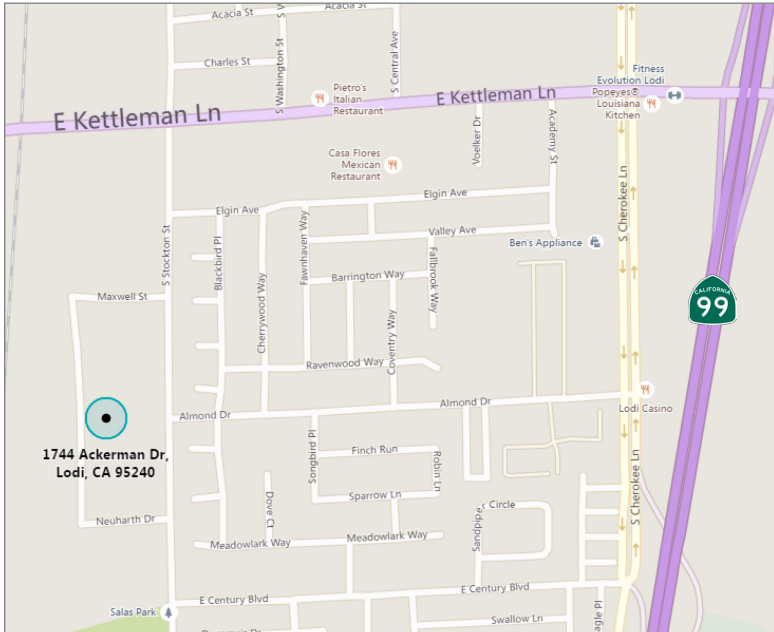 Acacia St
Acacia St
S W
Charles St
S Washington St
S Central Ave
Pietro's
Italian
Restaurant
E Kettleman Ln
E Kettleman Ln
Fitness
Evolution Lodi
Popeyes®
Louisiana
Kitchen
Casa Flores
Mexican
Restaurant
Voelker Dr
Academy St
S Cherokee Ln
Elgin Ave
Elgin Ave
S Stockton St
Blackbird Pl
Fawnhaven Way
Valley Ave
Ben's Appliance
Fallbrook Way
Barrington Way
Cherrywood Way
Maxwell St
CALIFORNIA
99
Coventry Way
Ravenwood Way
Almond Dr
Almond Dr
Lodi Casino
1744 Ackerman Dr,
Lodi, CA 95240
Songbird Pl
Finch Run
Robin Ln
Sparrow Ln
S Cherokee Ln
Dove Ct
Sandpipe
r Circle
Neuharth Dr
Meadowlark Way
Meadowlark Way
E Century Blvd
E Century Blvd
Salas Park
Swallow Ln
agle Pl